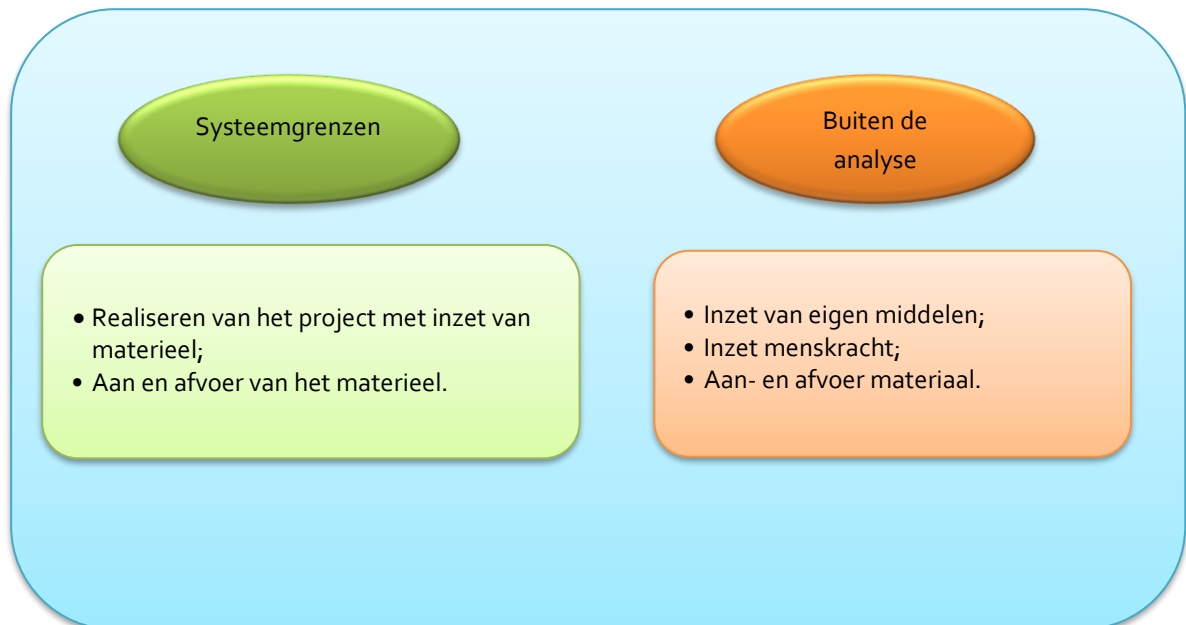 Systeemgrenzen
Buiten de
analyse
• Realiseren van het project met inzet van
materieel;
• Aan en afvoer van het materieel.
• Inzet van eigen middelen;
• Inzet menskracht;
• Aan- en afvoer materiaal.